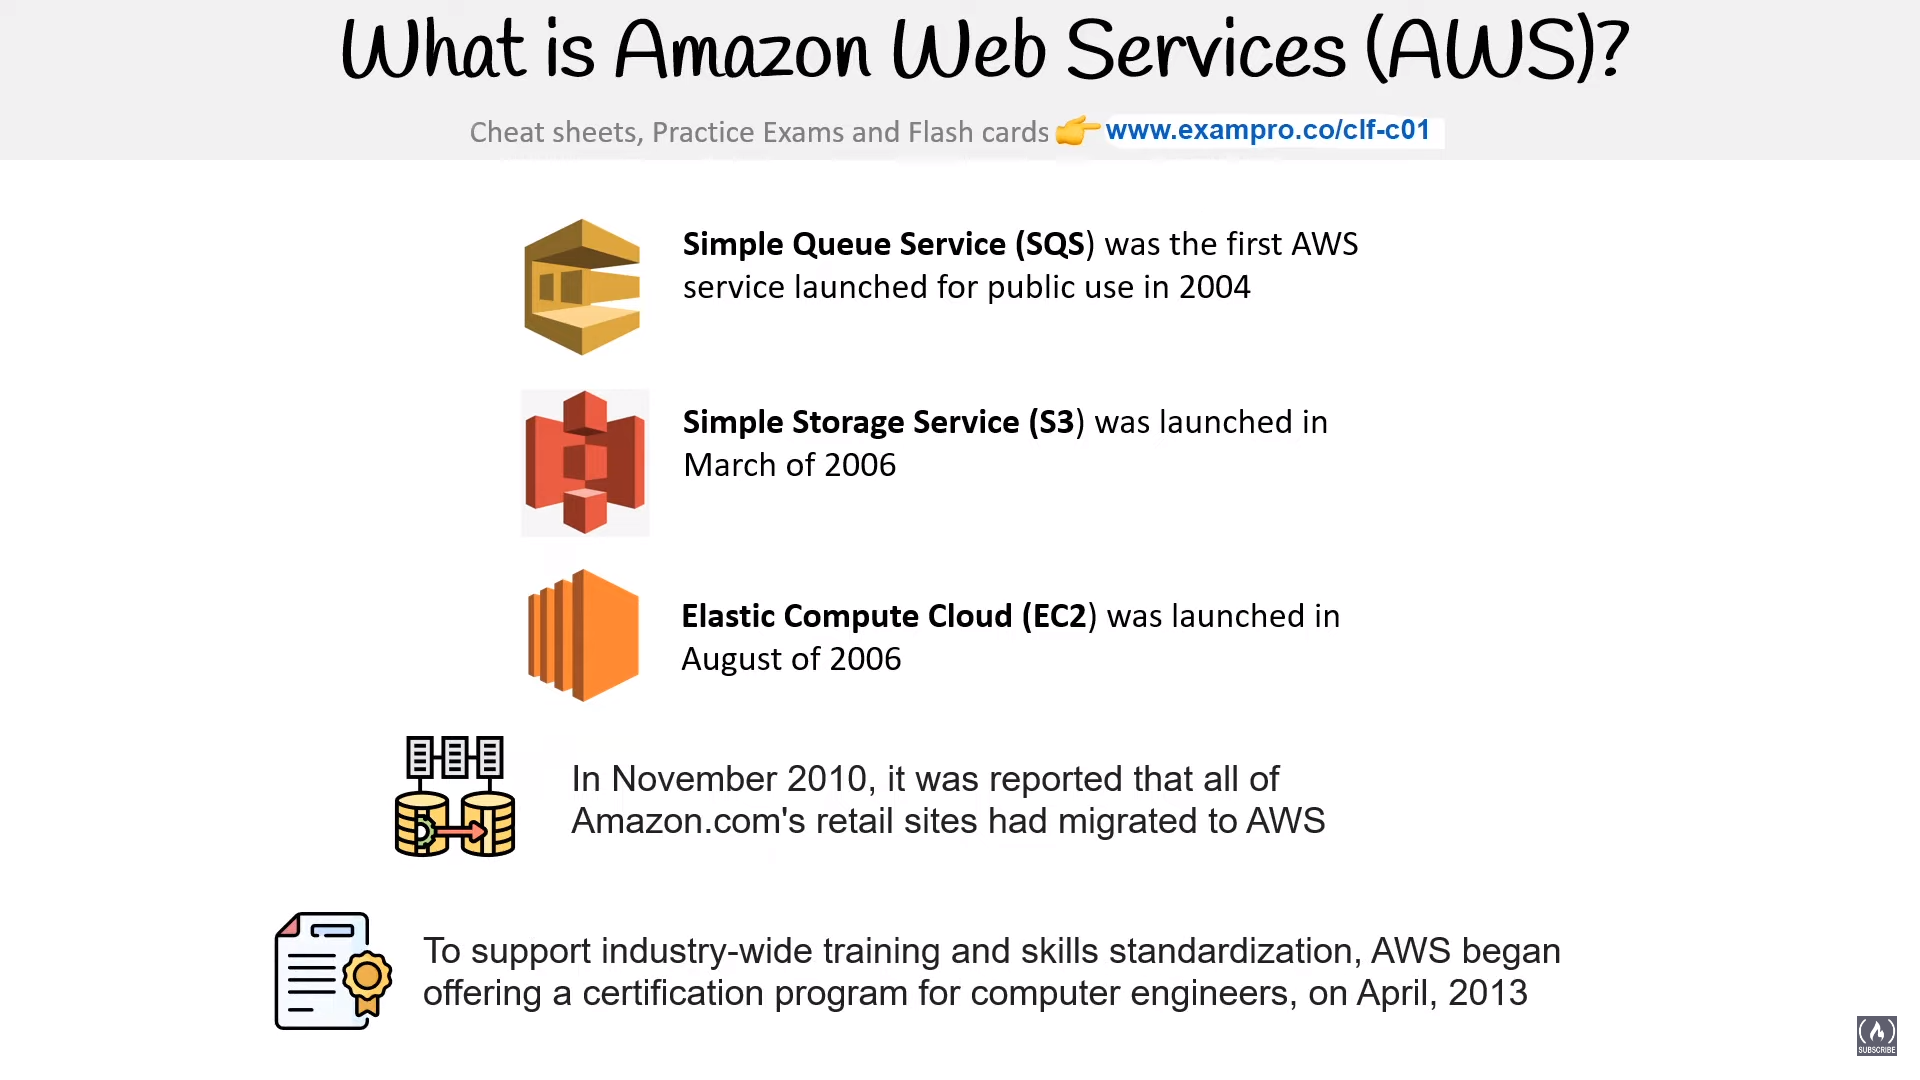 What is Amazon Web Services (AWS)?
Cheat sheets, Practice Exams and Flash cards 👉 www.exampro.co/clf-c01
Simple Queue Service (SQS) was the first AWS
service launched for public use in 2004
Simple Storage Service (S3) was launched in
March of 2006
Elastic Compute Cloud (EC2) was launched in
August of 2006
In November 2010, it was reported that all of
Amazon.com's retail sites had migrated to AWS
To support industry-wide training and skills standardization, AWS began
offering a certification program for computer engineers, on April, 2013
SUBSCRIBE